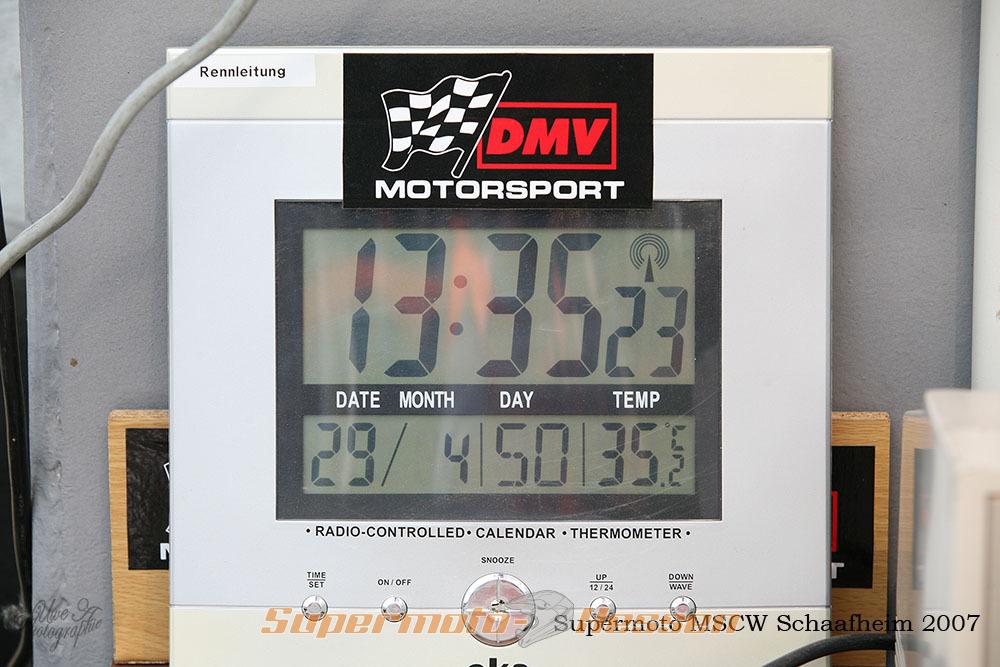 Rennleitung
DMV
MOTORSPORT
13:35 23
DATE MONTH DAY TEMP
29/ 4 SO 35.2°C
• RADIO-CONTROLLED • CALENDAR • THERMOMETER •
SNOOZE
TIME SET
ON / OFF
UP 12 / 24
DOWN WAVE
Supermoto MSCW Schaafheim 2007